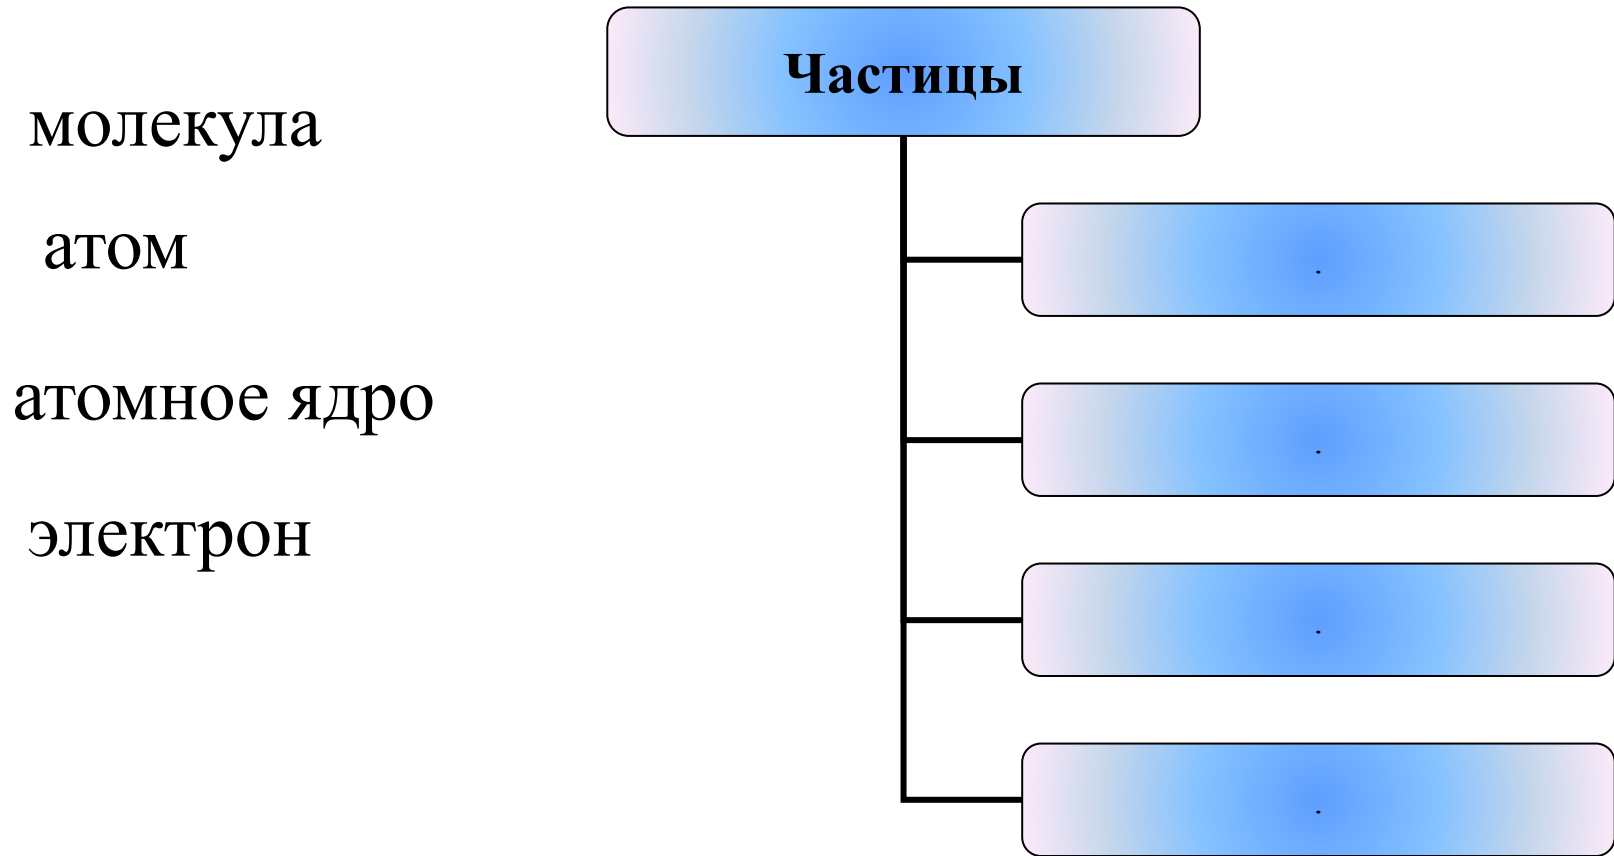 Частицы
молекула
атом
.
атомное ядро
.
электрон
.
.